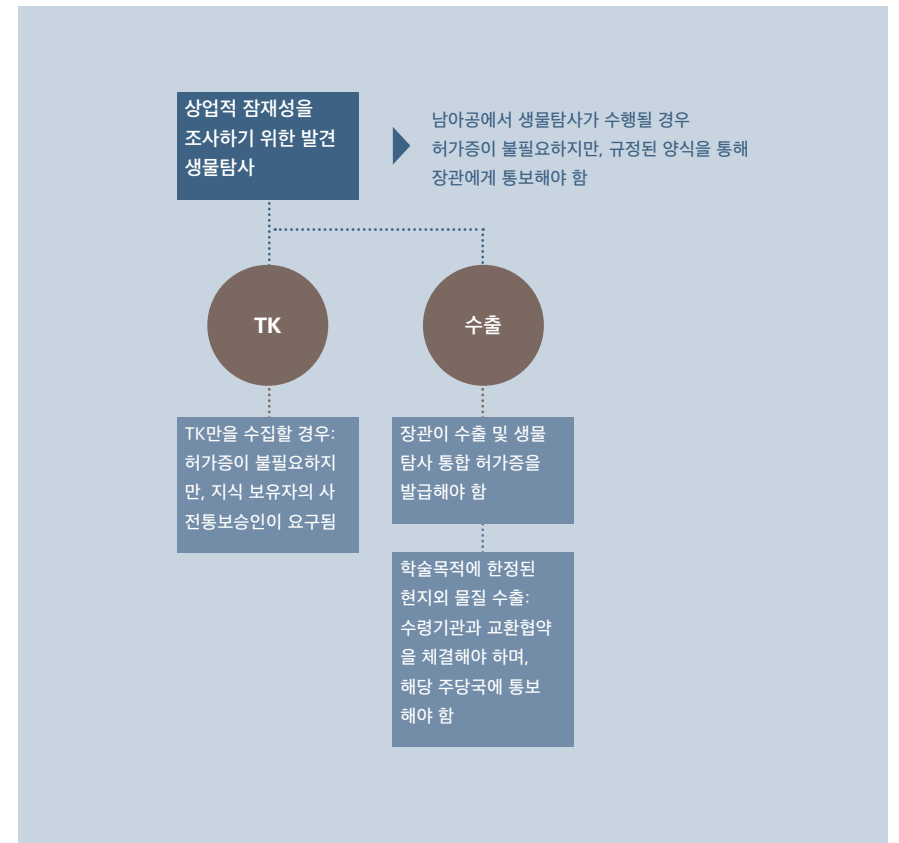 상업적 잠재성을
조사하기 위한 발견
생물탐사
남아공에서 생물탐사가 수행될 경우
허가증이 불필요하지만, 규정된 양식을 통해
장관에게 통보해야 함
TK
수출
TK만을 수집할 경우:
허가증이 불필요하지
만, 지식 보유자의 사
전통보승인이 요구됨
장관이 수출 및 생물
탐사 통합 허가증을
발급해야 함
학술목적에 한정된
현지외 물질 수출:
수령기관과 교환협약
을 체결해야 하며,
해당 주당국에 통보
해야 함